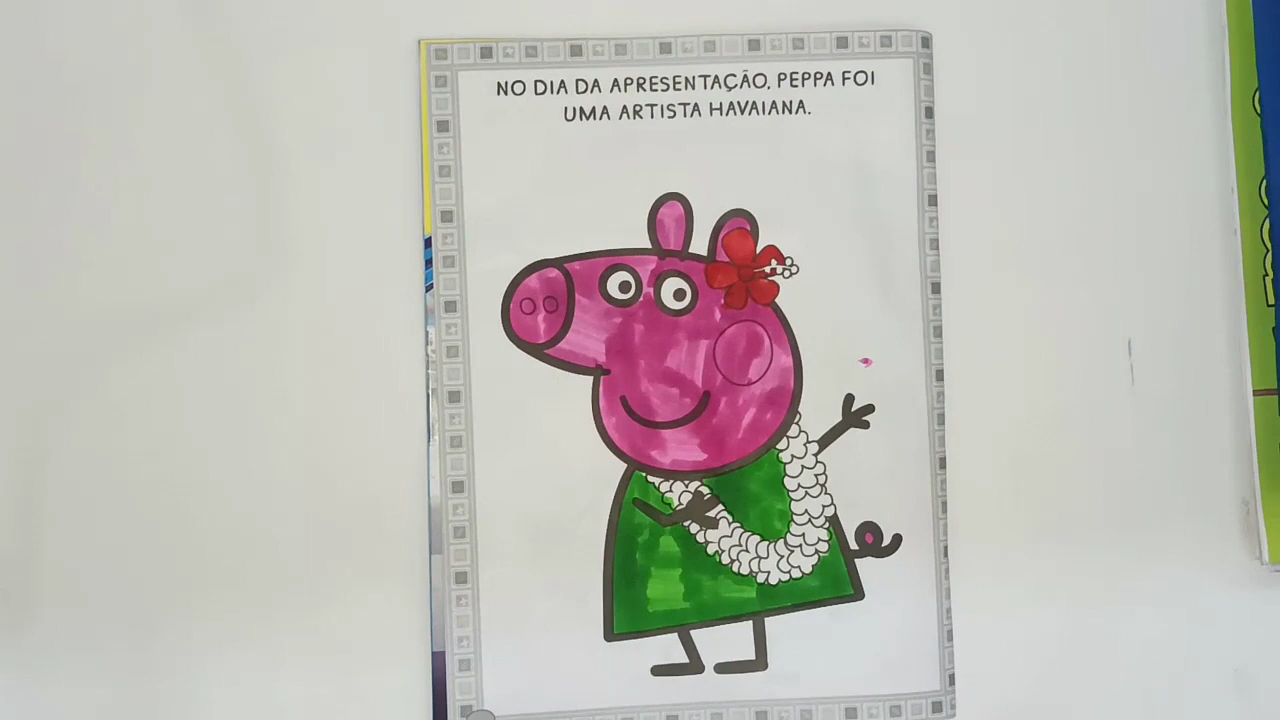 NO DIA DA APRESENTAÇÃO, PEPPA FOI
UMA ARTISTA HAVAIANA.